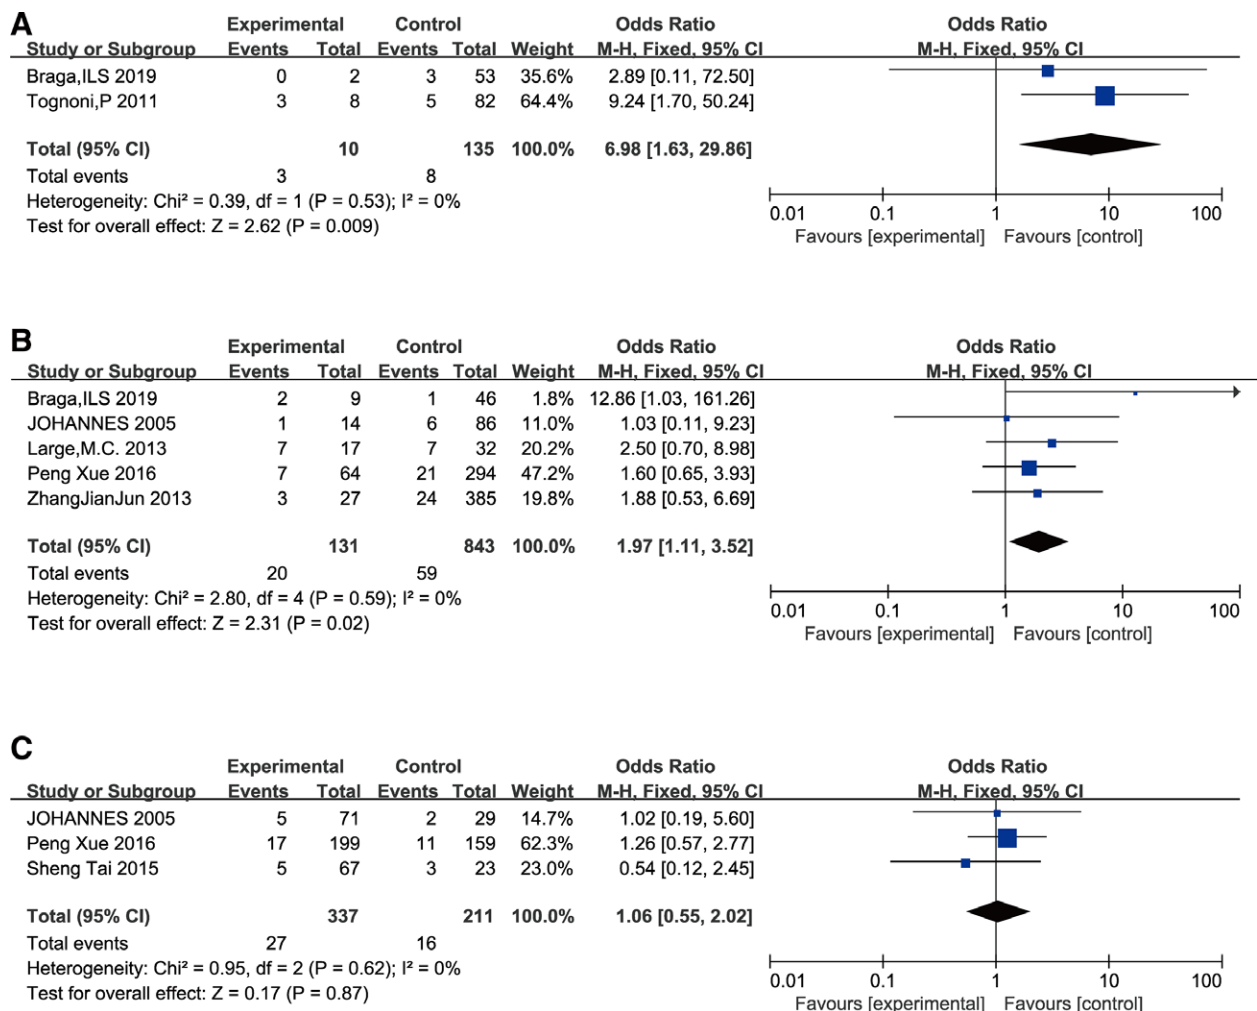 A
Experimental Control Odds Ratio Odds Ratio
Study or Subgroup Events Total Events Total Weight M-H, Fixed, 95% CI M-H, Fixed, 95% CI
Braga,ILS 2019 0 2 3 53 35.6% 2.89 [0.11, 72.50]
Tognoni,P 2011 3 8 5 82 64.4% 9.24 [1.70, 50.24]
Total (95% CI) 10 135 100.0% 6.98 [1.63, 29.86]
Total events 3 8
Heterogeneity: Chi² = 0.39, df = 1 (P = 0.53); I² = 0%
Test for overall effect: Z = 2.62 (P = 0.009)
0.01 0.1 1 10 100
Favours [experimental] Favours [control]
B
Experimental Control Odds Ratio Odds Ratio
Study or Subgroup Events Total Events Total Weight M-H, Fixed, 95% CI M-H, Fixed, 95% CI
Braga,ILS 2019 2 9 1 46 1.8% 12.86 [1.03, 161.26]
JOHANNES 2005 1 14 6 86 11.0% 1.03 [0.11, 9.23]
Large,M.C. 2013 7 17 7 32 20.2% 2.50 [0.70, 8.98]
Peng Xue 2016 7 64 21 294 47.2% 1.60 [0.65, 3.93]
ZhangJianJun 2013 3 27 24 385 19.8% 1.88 [0.53, 6.69]
Total (95% CI) 131 843 100.0% 1.97 [1.11, 3.52]
Total events 20 59
Heterogeneity: Chi² = 2.80, df = 4 (P = 0.59); I² = 0%
Test for overall effect: Z = 2.31 (P = 0.02)
0.01 0.1 1 10 100
Favours [experimental] Favours [control]
C
Experimental Control Odds Ratio Odds Ratio
Study or Subgroup Events Total Events Total Weight M-H, Fixed, 95% CI M-H, Fixed, 95% CI
JOHANNES 2005 5 71 2 29 14.7% 1.02 [0.19, 5.60]
Peng Xue 2016 17 199 11 159 62.3% 1.26 [0.57, 2.77]
Sheng Tai 2015 5 67 3 23 23.0% 0.54 [0.12, 2.45]
Total (95% CI) 337 211 100.0% 1.06 [0.55, 2.02]
Total events 27 16
Heterogeneity: Chi² = 0.95, df = 2 (P = 0.62); I² = 0%
Test for overall effect: Z = 0.17 (P = 0.87)
0.01 0.1 1 10 100
Favours [experimental] Favours [control]